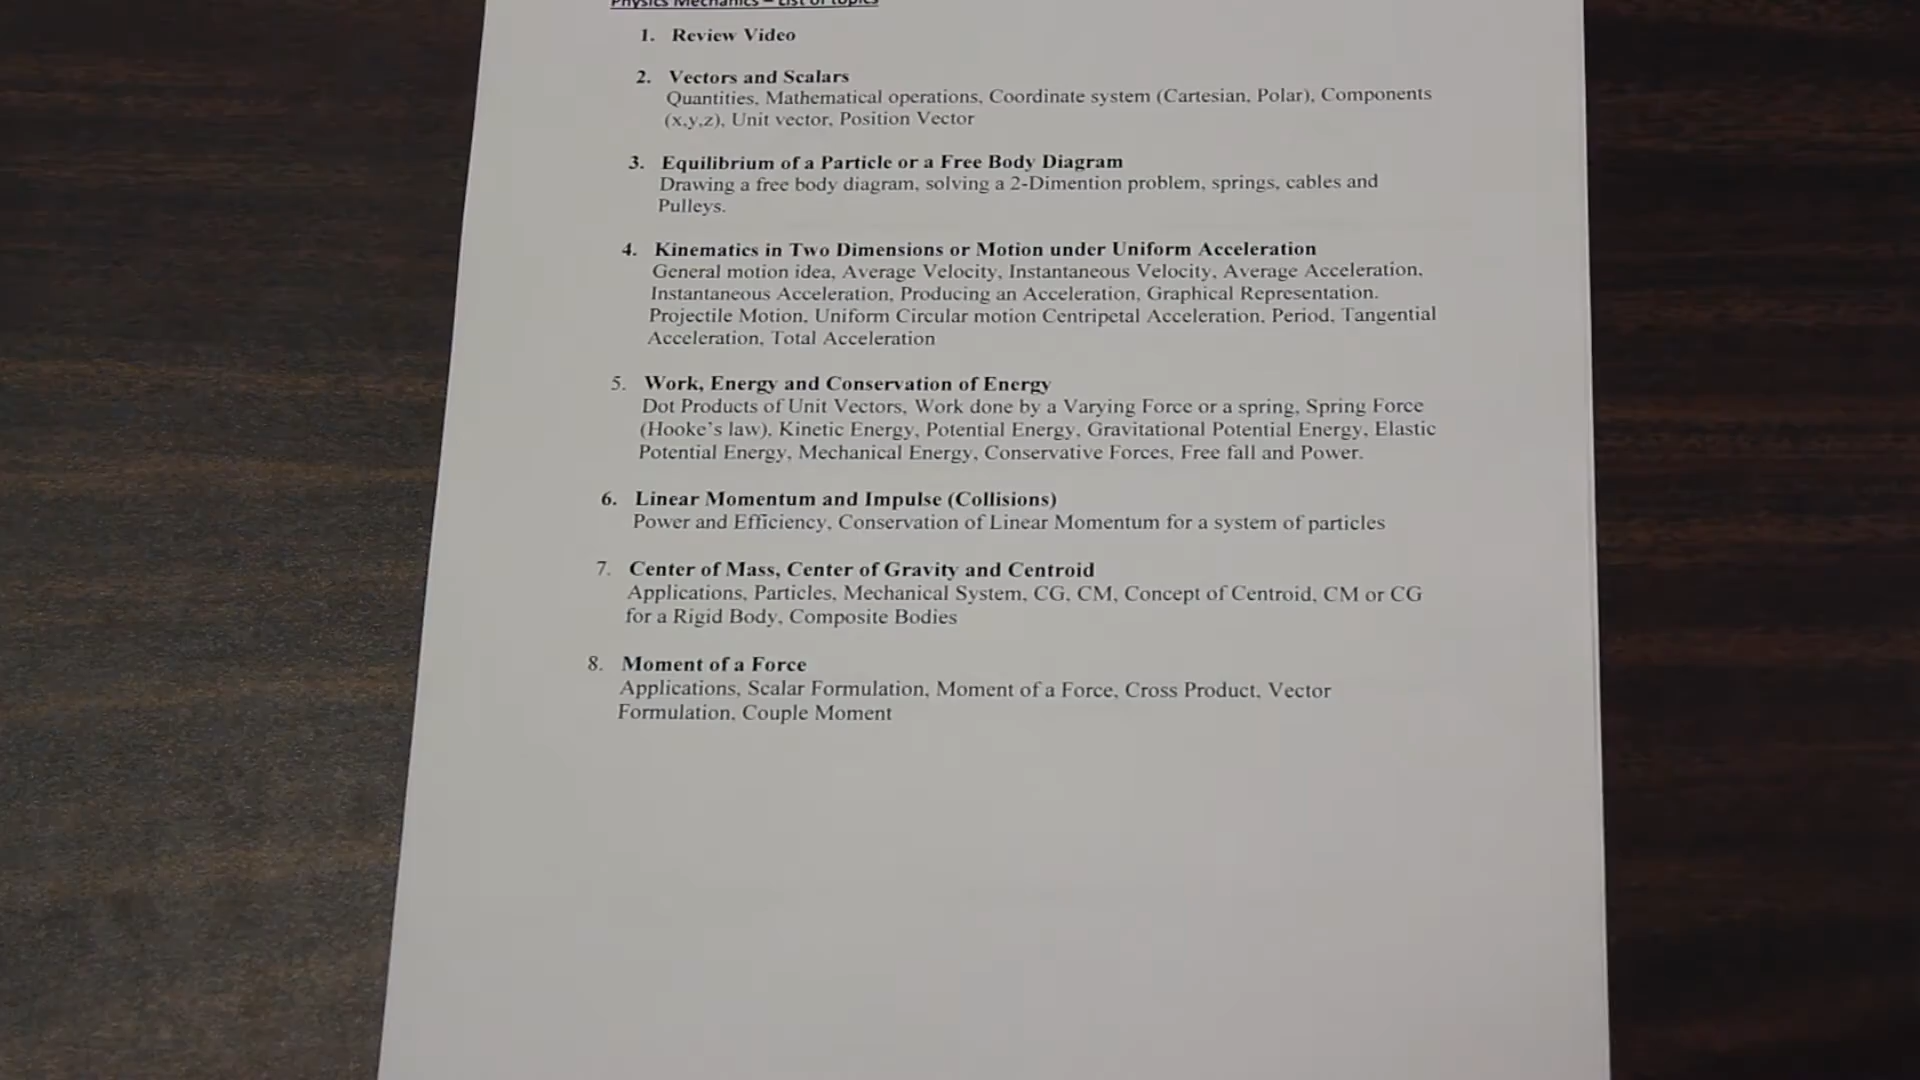 Physics Mechanics – List of topics
1. Review Video
2. Vectors and Scalars
Quantities, Mathematical operations, Coordinate system (Cartesian, Polar), Components
(x,y,z), Unit vector, Position Vector
3. Equilibrium of a Particle or a Free Body Diagram
Drawing a free body diagram, solving a 2-Dimention problem, springs, cables and
Pulleys.
4. Kinematics in Two Dimensions or Motion under Uniform Acceleration
General motion idea, Average Velocity, Instantaneous Velocity, Average Acceleration,
Instantaneous Acceleration, Producing an Acceleration, Graphical Representation.
Projectile Motion, Uniform Circular motion Centripetal Acceleration, Period, Tangential
Acceleration, Total Acceleration
5. Work, Energy and Conservation of Energy
Dot Products of Unit Vectors, Work done by a Varying Force or a spring, Spring Force
(Hooke's law), Kinetic Energy, Potential Energy, Gravitational Potential Energy, Elastic
Potential Energy, Mechanical Energy, Conservative Forces, Free fall and Power.
6. Linear Momentum and Impulse (Collisions)
Power and Efficiency, Conservation of Linear Momentum for a system of particles
7. Center of Mass, Center of Gravity and Centroid
Applications, Particles, Mechanical System, CG, CM, Concept of Centroid, CM or CG
for a Rigid Body, Composite Bodies
8. Moment of a Force
Applications, Scalar Formulation, Moment of a Force, Cross Product, Vector
Formulation, Couple Moment